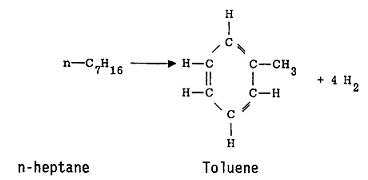 H
C
n—C₇H₁₆ ⟶ H—C C—CH₃ + 4 H₂
H—C C—H
C
H
n-heptane Toluene